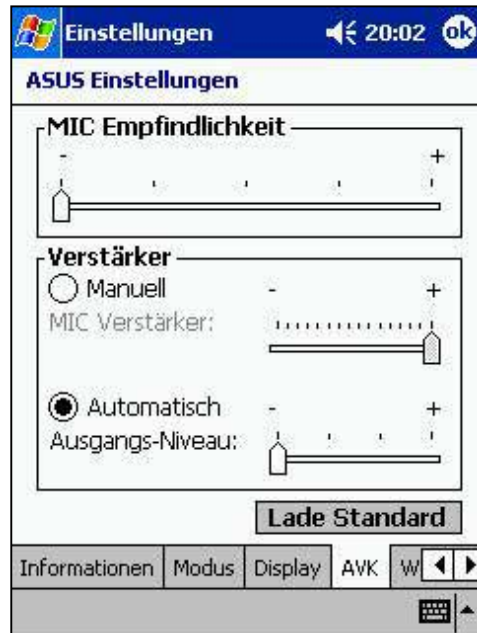 Einstellungen 20:02 ok
ASUS Einstellungen
MIC Empfindlichkeit
- +
Verstärker
Manuell - +
MIC Verstärker:
Automatisch - +
Ausgangs-Niveau:
Lade Standard
Informationen Modus Display AVK W